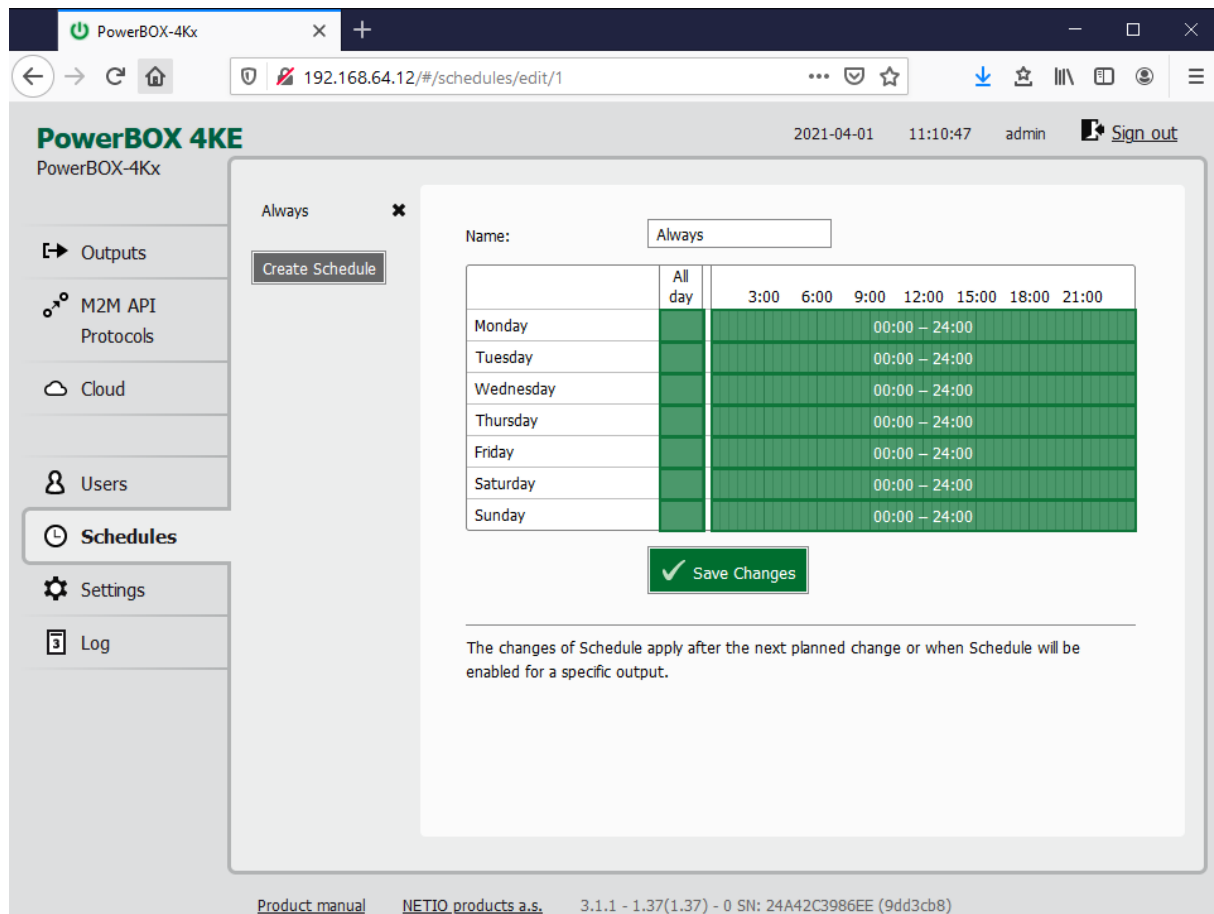 PowerBOX-4Kx
192.168.64.12/#/schedules/edit/1
PowerBOX 4KE
2021-04-01 11:10:47 admin Sign out
PowerBOX-4Kx
Outputs
M2M API
Protocols
Cloud
Users
Schedules
Settings
3 Log
Always
Create Schedule
Name: Always
All
day 3:00 6:00 9:00 12:00 15:00 18:00 21:00
Monday 00:00 – 24:00
Tuesday 00:00 – 24:00
Wednesday 00:00 – 24:00
Thursday 00:00 – 24:00
Friday 00:00 – 24:00
Saturday 00:00 – 24:00
Sunday 00:00 – 24:00
Save Changes
The changes of Schedule apply after the next planned change or when Schedule will be
enabled for a specific output.
Product manual NETIO products a.s. 3.1.1 - 1.37(1.37) - 0 SN: 24A42C3986EE (9dd3cb8)